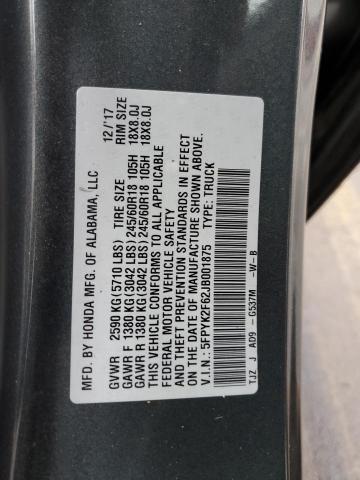 MFD. BY HONDA MFG. OF ALABAMA, LLC 12/'17
GVWR 2590 KG(5710 LBS) TIRE SIZE RIM SIZE
GAWR F 1380 KG(3042 LBS)245/60R18 105H 18X8.0J
GAWR R 1380 KG(3042 LBS)245/60R18 105H 18X8.0J
THIS VEHICLE CONFORMS TO ALL APPLICABLE
FEDERAL MOTOR VEHICLE SAFETY
AND THEFT PREVENTION STANDARDS IN EFFECT
ON THE DATE OF MANUFACTURE SHOWN ABOVE.
V.I.N.: 5FPYK2F62JB001875 TYPE: TRUCK
TJZ J A09 -G537M -W-B